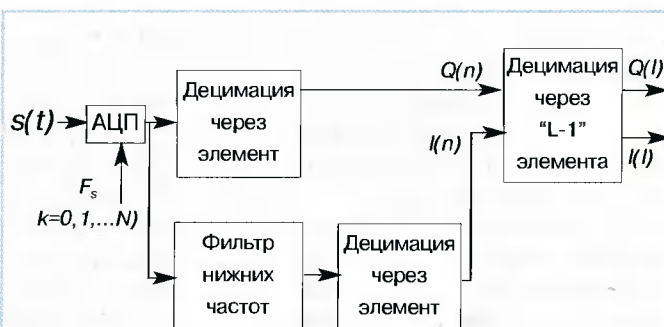 s(t)
АЦП
F_s
k=0, 1,...N)
Децимация
через
элемент
Q(n)
I(n)
Децимация
через
"L-1"
элемента
Q(l)
I(l)
Фильтр
нижних
частот
Децимация
через
элемент